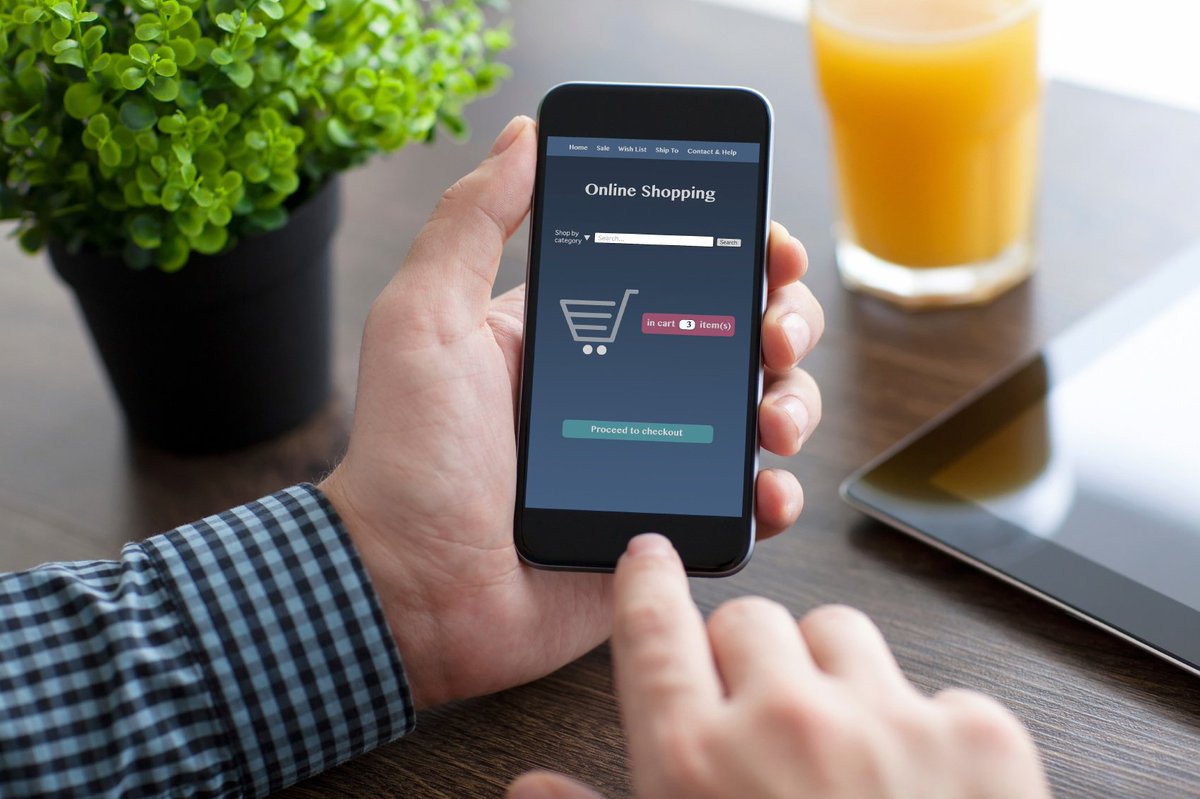 Home Sale Wish List Ship To Contact & Help
Online Shopping
Shop by
category ▼ Search... Search
in cart 3 item(s)
Proceed to checkout